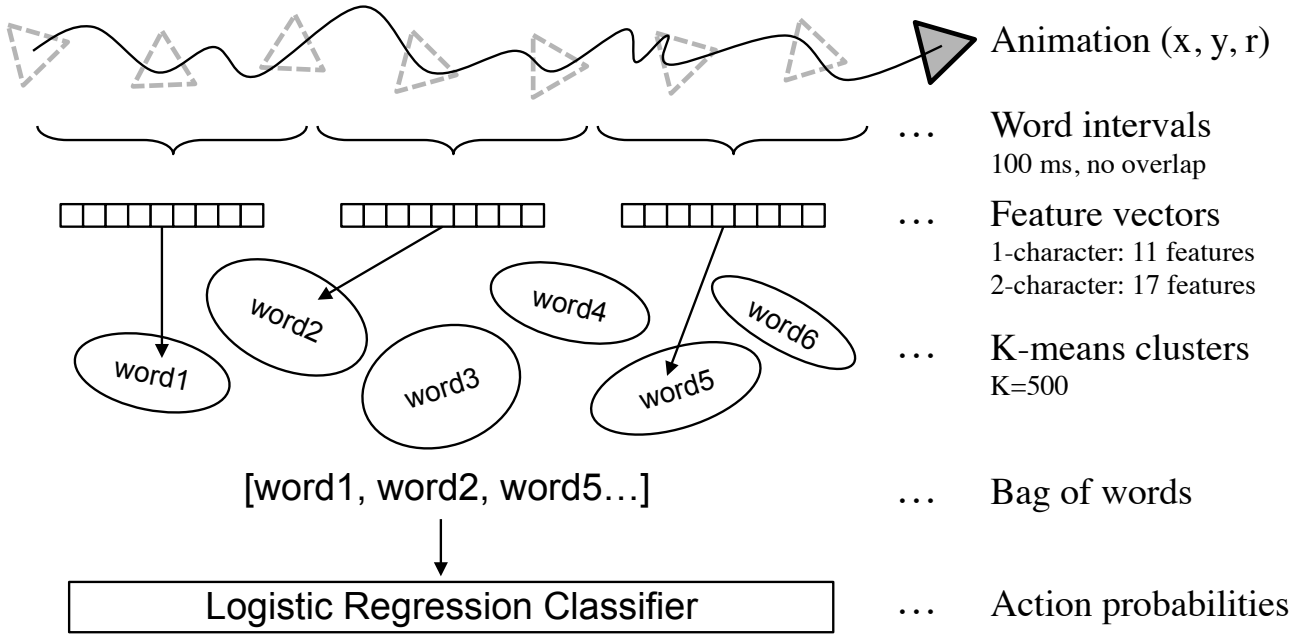 Animation (x, y, r)
… Word intervals
100 ms, no overlap
… Feature vectors
1-character: 11 features
2-character: 17 features
word1
word2
word3
word4
word5
word6
… K-means clusters
K=500
[word1, word2, word5…] … Bag of words
Logistic Regression Classifier … Action probabilities